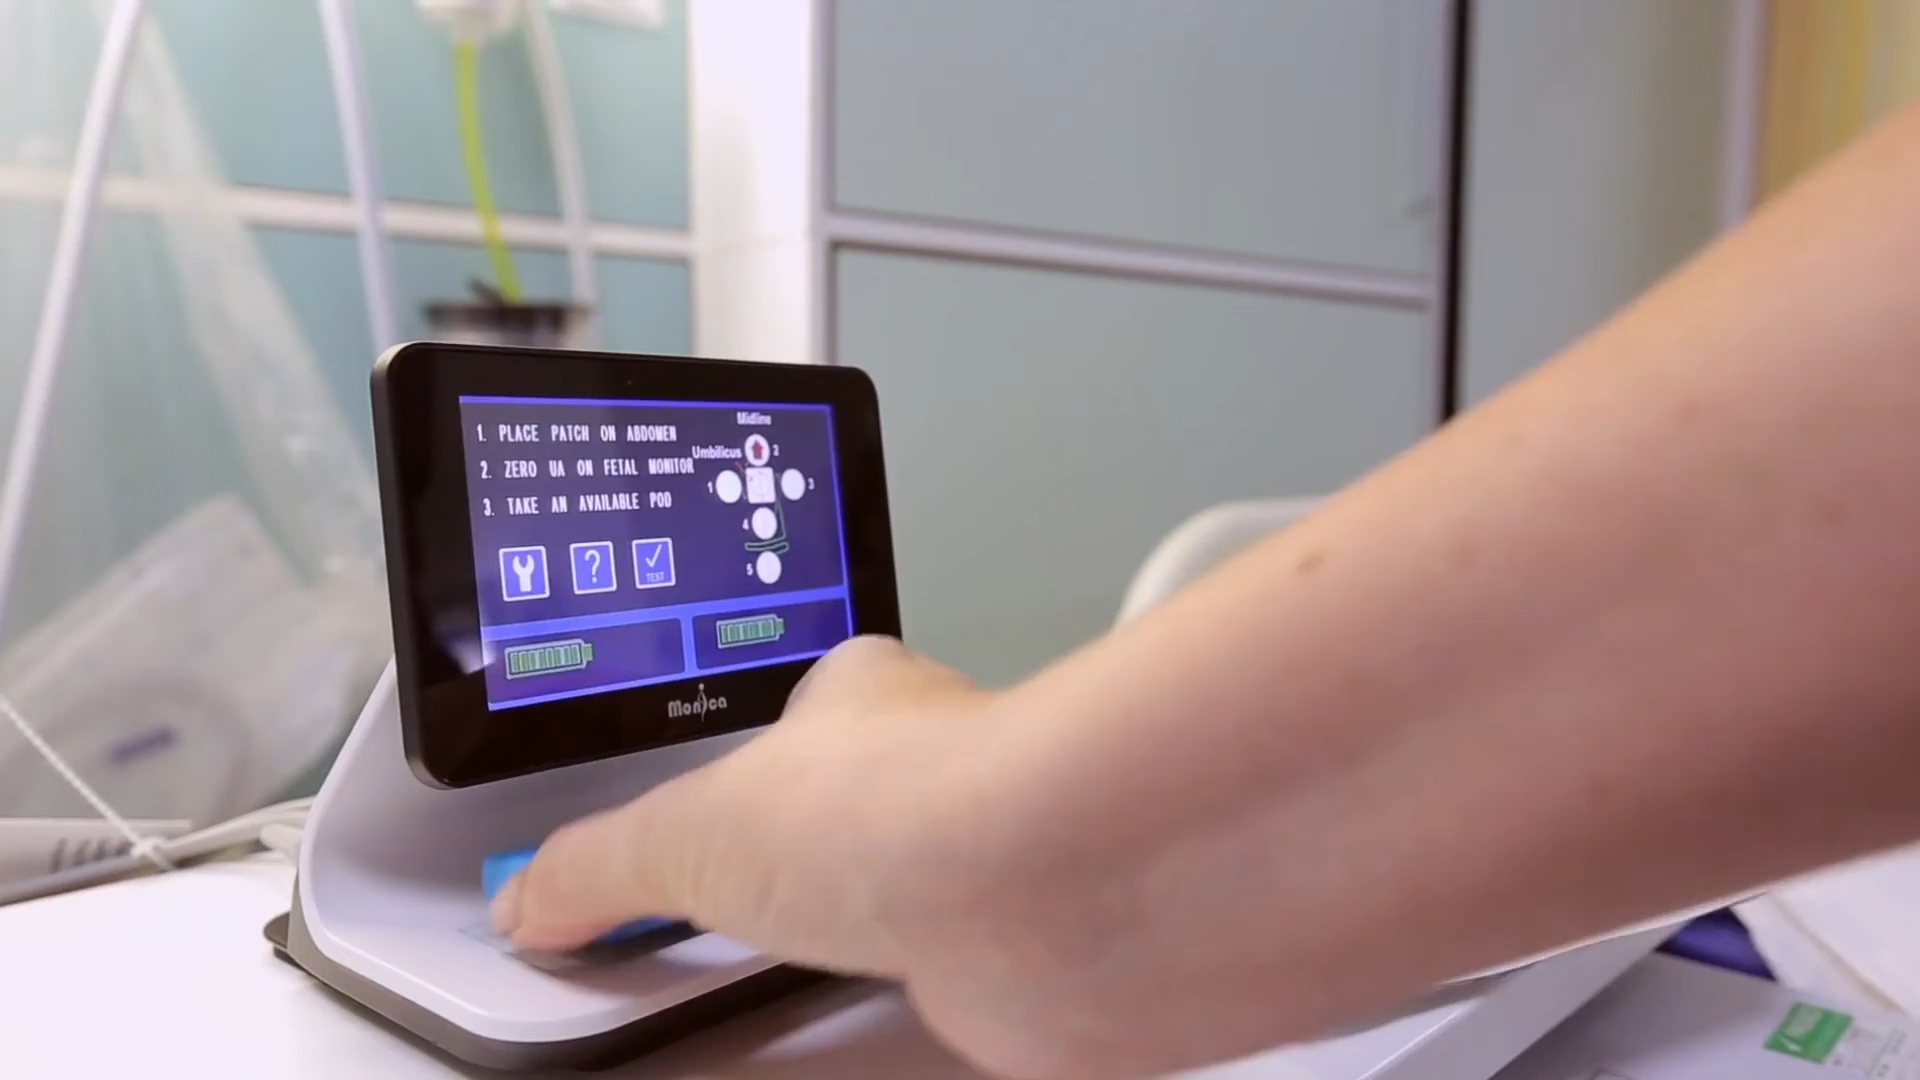 1. PLACE PATCH ON ABDOMEN
2. ZERO UA ON FETAL MONITOR
3. TAKE AN AVAILABLE POD
Midline
Umbilicus
2
1
3
4
5
?
TEST
Monica